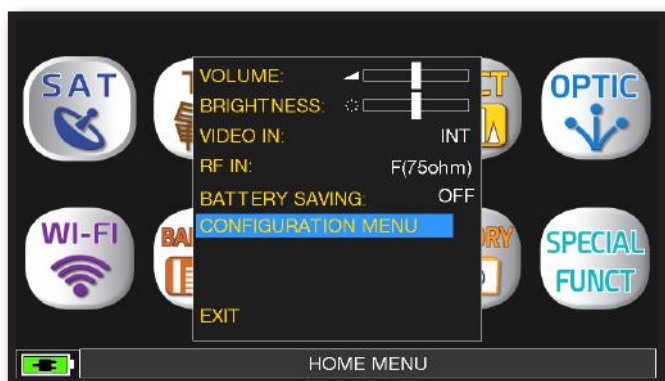 SAT
OPTIC
VOLUME:
BRIGHTNESS:
VIDEO IN: INT
RF IN: F(75ohm)
BATTERY SAVING: OFF
CONFIGURATION MENU
EXIT
WI-FI
SPECIAL
FUNCT
HOME MENU